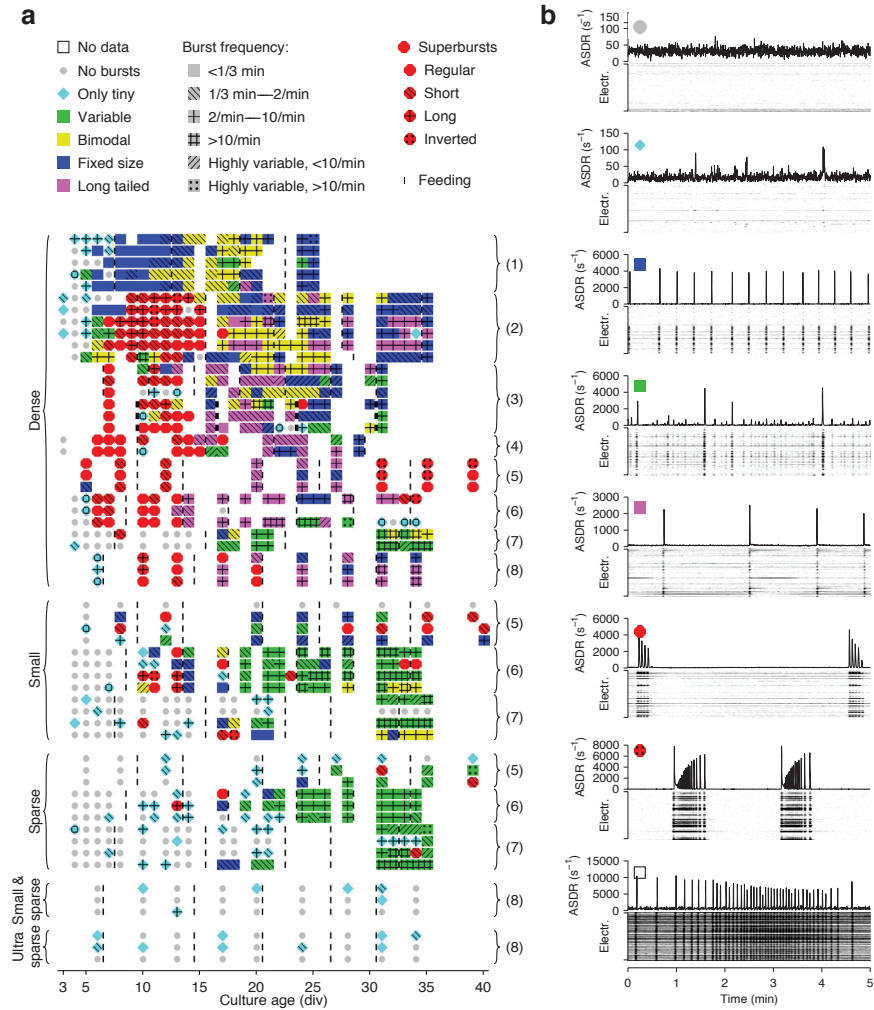 a
No data
No bursts
Only tiny
Variable
Bimodal
Fixed size
Long tailed
Burst frequency:
<1/3 min
1/3 min—2/min
2/min—10/min
>10/min
Highly variable, <10/min
Highly variable, >10/min
Superbursts
Regular
Short
Long
Inverted
Feeding
Dense
(1)
(2)
(3)
(4)
(5)
(6)
(7)
(8)
Small
(5)
(6)
(7)
Sparse
(5)
(6)
(7)
Small &
sparse
(8)
Ultra
sparse
(8)
3 5 10 15 20 25 30 35 40
Culture age (div)
b
ASDR (s⁻¹)
150
100
50
0
Electr.
ASDR (s⁻¹)
150
100
50
0
Electr.
ASDR (s⁻¹)
6000
4000
2000
0
Electr.
ASDR (s⁻¹)
6000
4000
2000
0
Electr.
ASDR (s⁻¹)
3000
2000
1000
0
Electr.
ASDR (s⁻¹)
6000
4000
2000
0
Electr.
ASDR (s⁻¹)
8000
6000
4000
2000
0
Electr.
ASDR (s⁻¹)
15000
10000
5000
0
Electr.
0 1 2 3 4 5
Time (min)